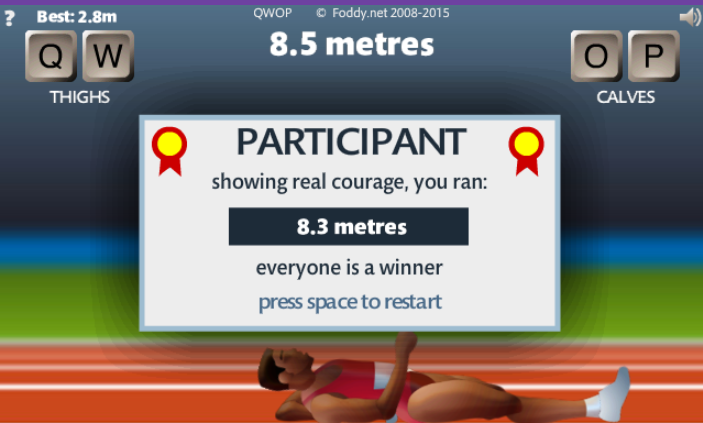 ? Best: 2.8m QWOP © Foddy.net 2008-2015
8.5 metres
Q W O P
THIGHS CALVES
PARTICIPANT
showing real courage, you ran:
8.3 metres
everyone is a winner
press space to restart